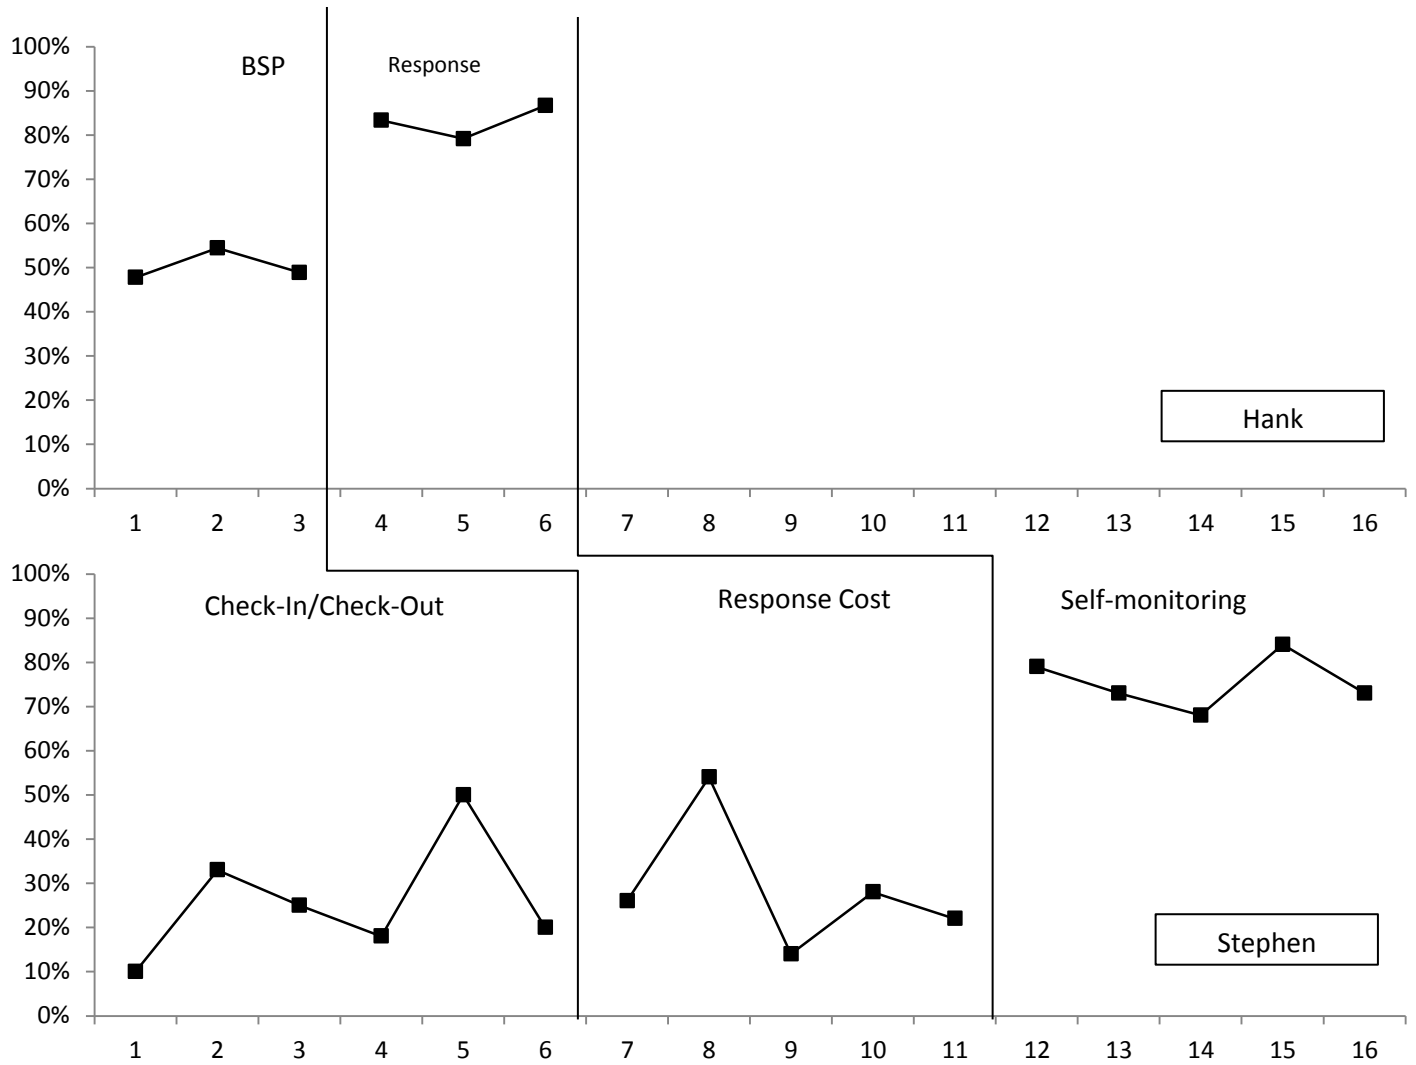 100%
90%
80%
70%
60%
50%
40%
30%
20%
10%
0%
BSP
Response
Hank
1 2 3 4 5 6 7 8 9 10 11 12 13 14 15 16
100%
90%
80%
70%
60%
50%
40%
30%
20%
10%
0%
Check-In/Check-Out
Response Cost
Self-monitoring
Stephen
1 2 3 4 5 6 7 8 9 10 11 12 13 14 15 16